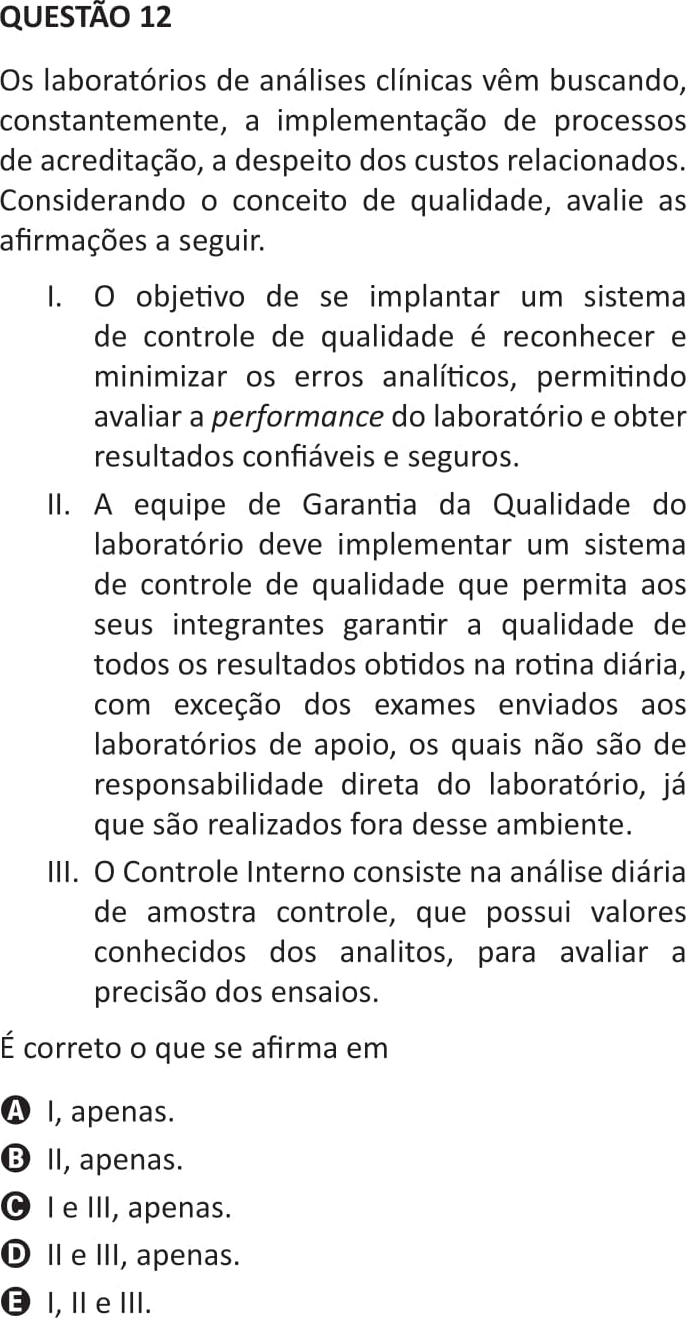 QUESTÃO 12
Os laboratórios de análises clínicas vêm buscando,
constantemente, a implementação de processos
de acreditação, a despeito dos custos relacionados.
Considerando o conceito de qualidade, avalie as
afirmações a seguir.
I. O objetivo de se implantar um sistema
de controle de qualidade é reconhecer e
minimizar os erros analíticos, permitindo
avaliar a performance do laboratório e obter
resultados confiáveis e seguros.
II. A equipe de Garantia da Qualidade do
laboratório deve implementar um sistema
de controle de qualidade que permita aos
seus integrantes garantir a qualidade de
todos os resultados obtidos na rotina diária,
com exceção dos exames enviados aos
laboratórios de apoio, os quais não são de
responsabilidade direta do laboratório, já
que são realizados fora desse ambiente.
III. O Controle Interno consiste na análise diária
de amostra controle, que possui valores
conhecidos dos analitos, para avaliar a
precisão dos ensaios.
É correto o que se afirma em
A I, apenas.
B II, apenas.
C I e III, apenas.
D II e III, apenas.
E I, II e III.